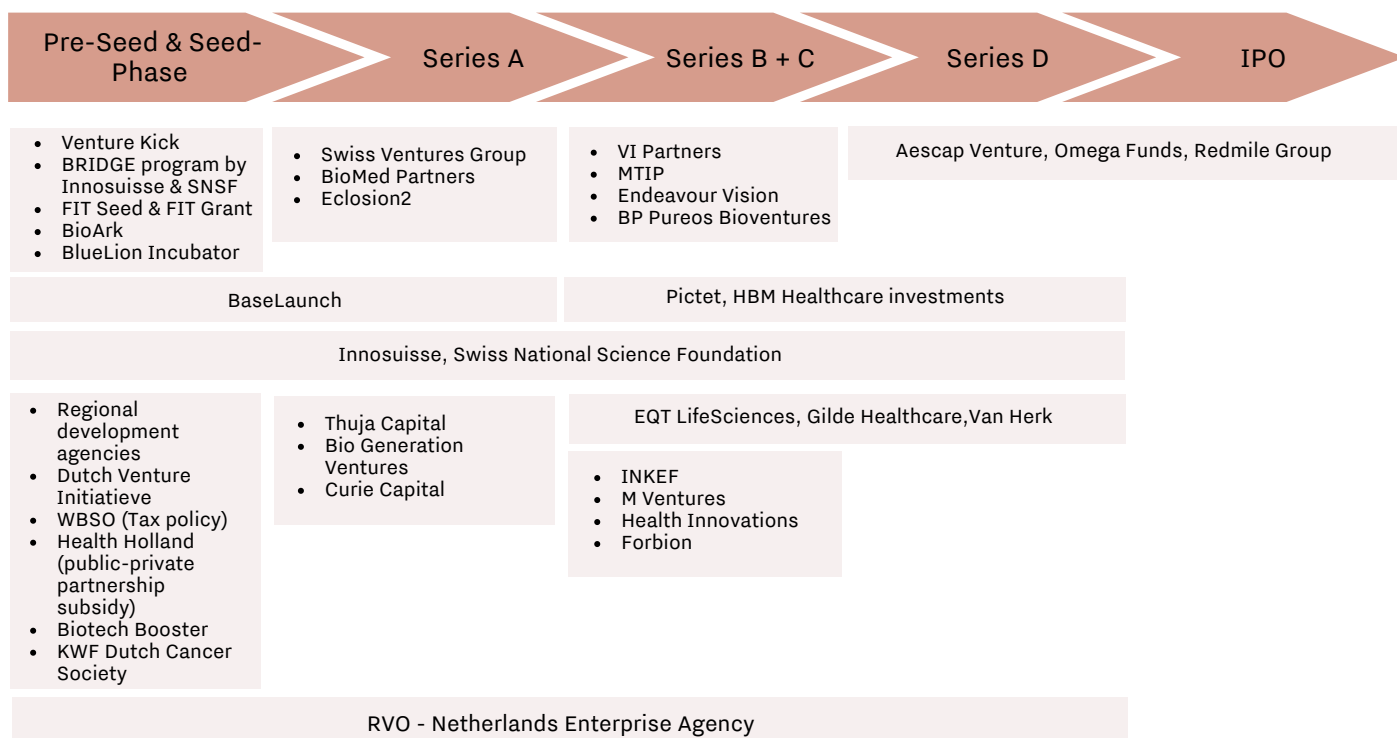 Pre-Seed & Seed-
Phase
Series A
Series B + C
Series D
IPO
• Venture Kick
• BRIDGE program by
Innosuisse & SNSF
• FIT Seed & FIT Grant
• BioArk
• BlueLion Incubator
• Swiss Ventures Group
• BioMed Partners
• Eclosion2
• VI Partners
• MTIP
• Endeavour Vision
• BP Pureos Bioventures
Aescap Venture, Omega Funds, Redmile Group
BaseLaunch
Pictet, HBM Healthcare investments
Innosuisse, Swiss National Science Foundation
• Regional
development
agencies
• Dutch Venture
Initiatieve
• WBSO (Tax policy)
• Health Holland
(public-private
partnership
subsidy)
• Biotech Booster
• KWF Dutch Cancer
Society
• Thuja Capital
• Bio Generation
Ventures
• Curie Capital
EQT LifeSciences, Gilde Healthcare,Van Herk
• INKEF
• M Ventures
• Health Innovations
• Forbion
RVO - Netherlands Enterprise Agency